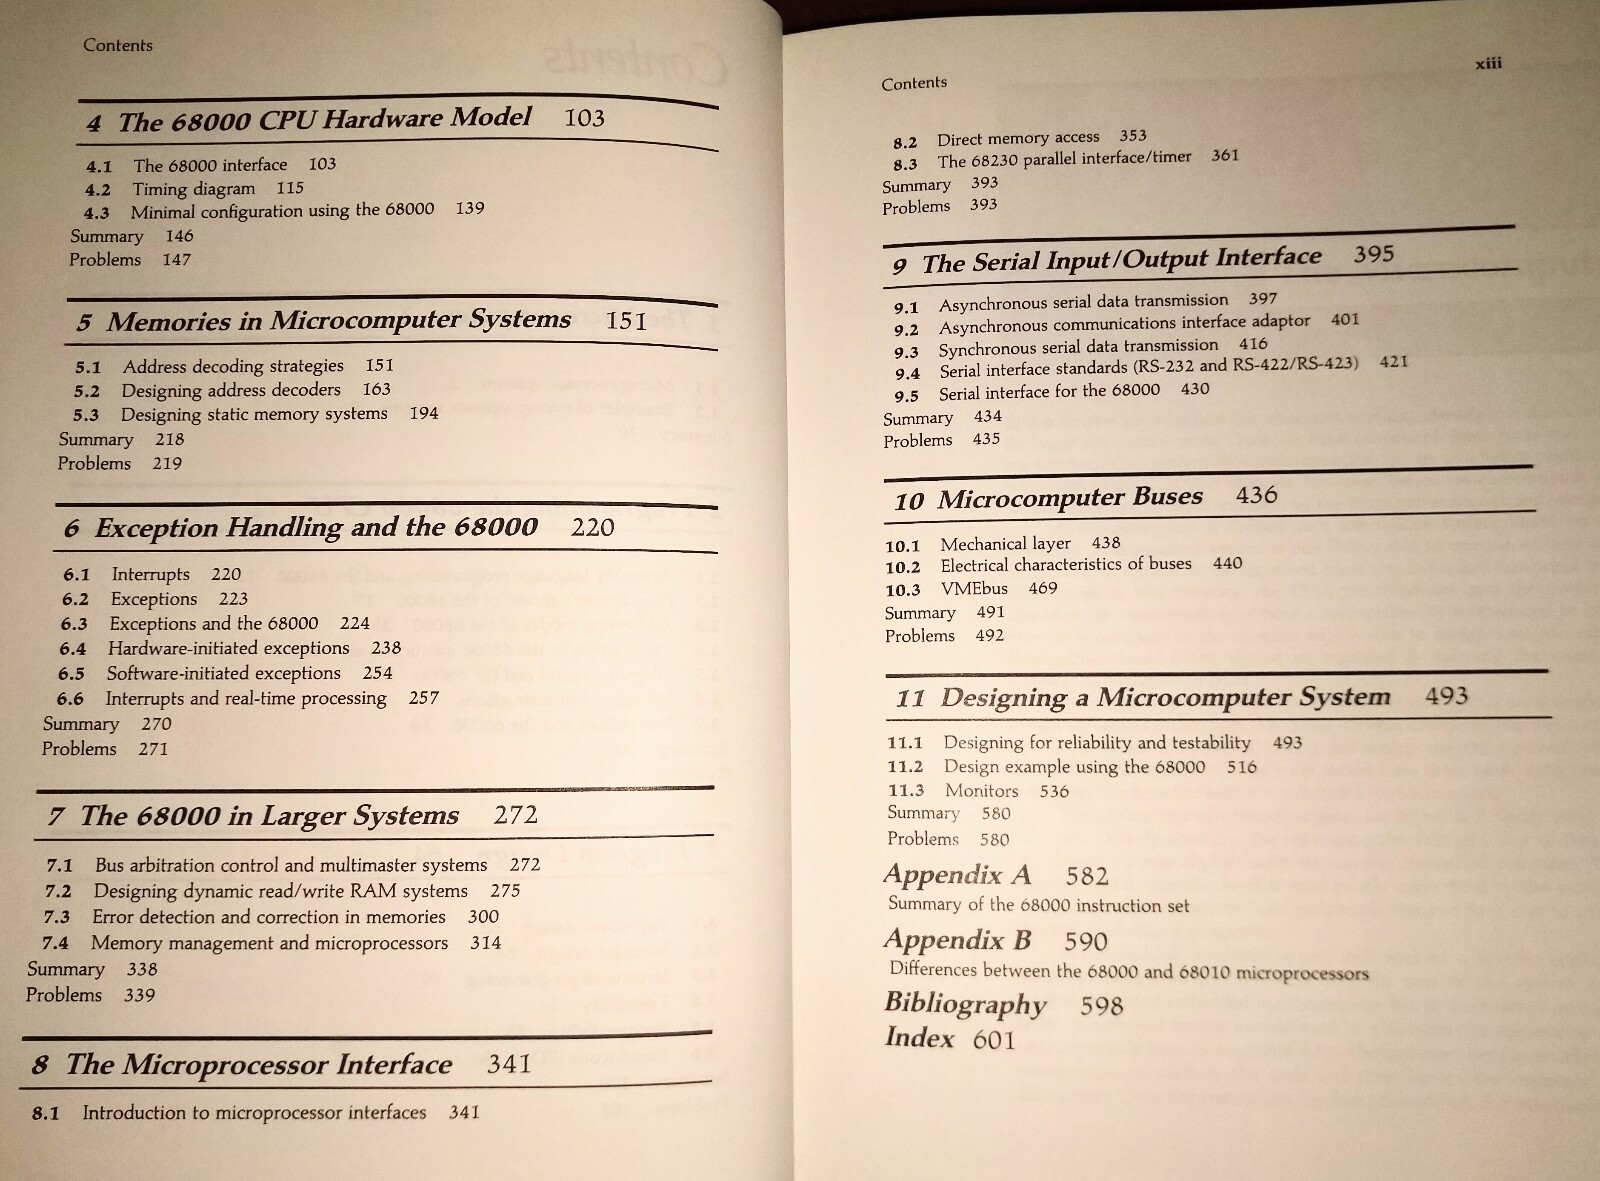 Contents
4 The 68000 CPU Hardware Model 103
4.1 The 68000 interface 103
4.2 Timing diagram 115
4.3 Minimal configuration using the 68000 139
Summary 146
Problems 147
5 Memories in Microcomputer Systems 151
5.1 Address decoding strategies 151
5.2 Designing address decoders 163
5.3 Designing static memory systems 194
Summary 218
Problems 219
6 Exception Handling and the 68000 220
6.1 Interrupts 220
6.2 Exceptions 223
6.3 Exceptions and the 68000 224
6.4 Hardware-initiated exceptions 238
6.5 Software-initiated exceptions 254
6.6 Interrupts and real-time processing 257
Summary 270
Problems 271
7 The 68000 in Larger Systems 272
7.1 Bus arbitration control and multimaster systems 272
7.2 Designing dynamic read/write RAM systems 275
7.3 Error detection and correction in memories 300
7.4 Memory management and microprocessors 314
Summary 338
Problems 339
8 The Microprocessor Interface 341
8.1 Introduction to microprocessor interfaces 341
Contents xiii
8.2 Direct memory access 353
8.3 The 68230 parallel interface/timer 361
Summary 393
Problems 393
9 The Serial Input/Output Interface 395
9.1 Asynchronous serial data transmission 397
9.2 Asynchronous communications interface adaptor 401
9.3 Synchronous serial data transmission 416
9.4 Serial interface standards (RS-232 and RS-422/RS-423) 421
9.5 Serial interface for the 68000 430
Summary 434
Problems 435
10 Microcomputer Buses 436
10.1 Mechanical layer 438
10.2 Electrical characteristics of buses 440
10.3 VMEbus 469
Summary 491
Problems 492
11 Designing a Microcomputer System 493
11.1 Designing for reliability and testability 493
11.2 Design example using the 68000 516
11.3 Monitors 536
Summary 580
Problems 580
Appendix A 582
Summary of the 68000 instruction set
Appendix B 590
Differences between the 68000 and 68010 microprocessors
Bibliography 598
Index 601